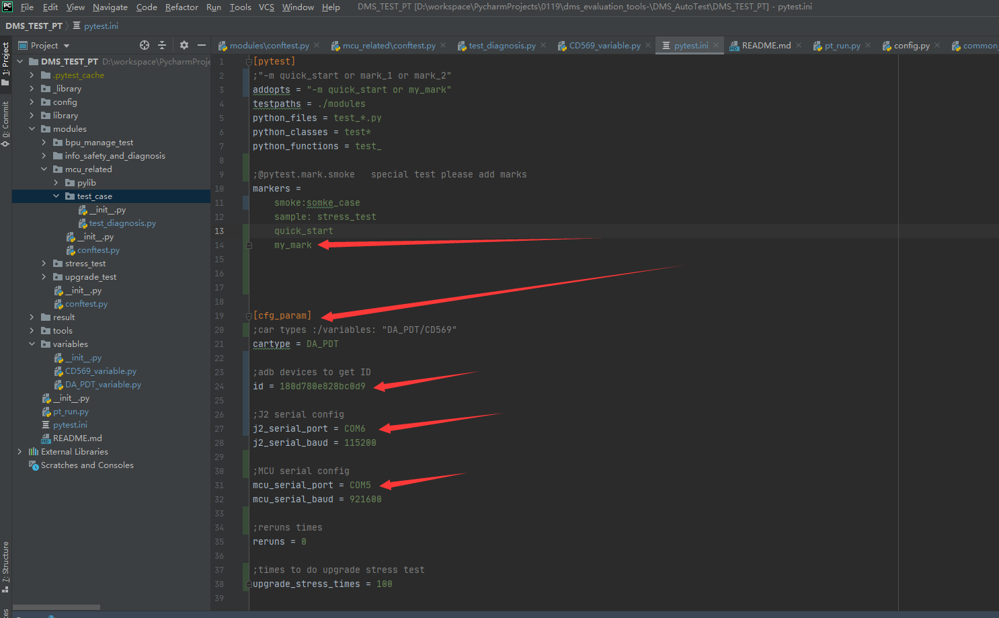 PC File Edit View Navigate Code Refactor Run Tools VCS Window Help DMS_TEST_PT [D:\workspace\PycharmProjects\0119\dms_evaluation_tools-\DMS_AutoTest\DMS_TEST_PT] - pytest.ini
DMS_TEST_PT pytest.ini
Project
modules\conftest.py mcu_related\conftest.py test_diagnosis.py CD569_variable.py pytest.ini README.md pt_run.py config.py common_
1: Project
0: Commit
7: Structure
DMS_TEST_PT D:\workspace\PycharmProje
.pytest_cache
_library
config
library
modules
bpu_manage_test
info_safety_and_diagnosis
mcu_related
pylib
test_case
__init__.py
test_diagnosis.py
__init__.py
conftest.py
stress_test
upgrade_test
__init__.py
conftest.py
result
tools
variables
__init__.py
CD569_variable.py
DA_PDT_variable.py
__init__.py
pt_run.py
pytest.ini
README.md
External Libraries
Scratches and Consoles
1 [pytest]
2 ;"-m quick_start or mark_1 or mark_2"
3 addopts = "-m quick_start or my_mark"
4 testpaths = ./modules
5 python_files = test_*.py
6 python_classes = test*
7 python_functions = test_
8
9 ;@pytest.mark.smoke   special test please add marks
10 markers =
11     smoke:somke_case
12     sample: stress_test
13     quick_start
14     my_mark
15
16
17
18
19 [cfg_param]
20 ;car types :/variables: "DA_PDT/CD569"
21 cartype = DA_PDT
22
23 ;adb devices to get ID
24 id = 180d780e828bc0d9
25
26 ;J2 serial config
27 j2_serial_port = COM6
28 j2_serial_baud = 115200
29
30 ;MCU serial config
31 mcu_serial_port = COM5
32 mcu_serial_baud = 921600
33
34 ;reruns times
35 reruns = 0
36
37 ;times to do upgrade stress test
38 upgrade_stress_times = 100
39